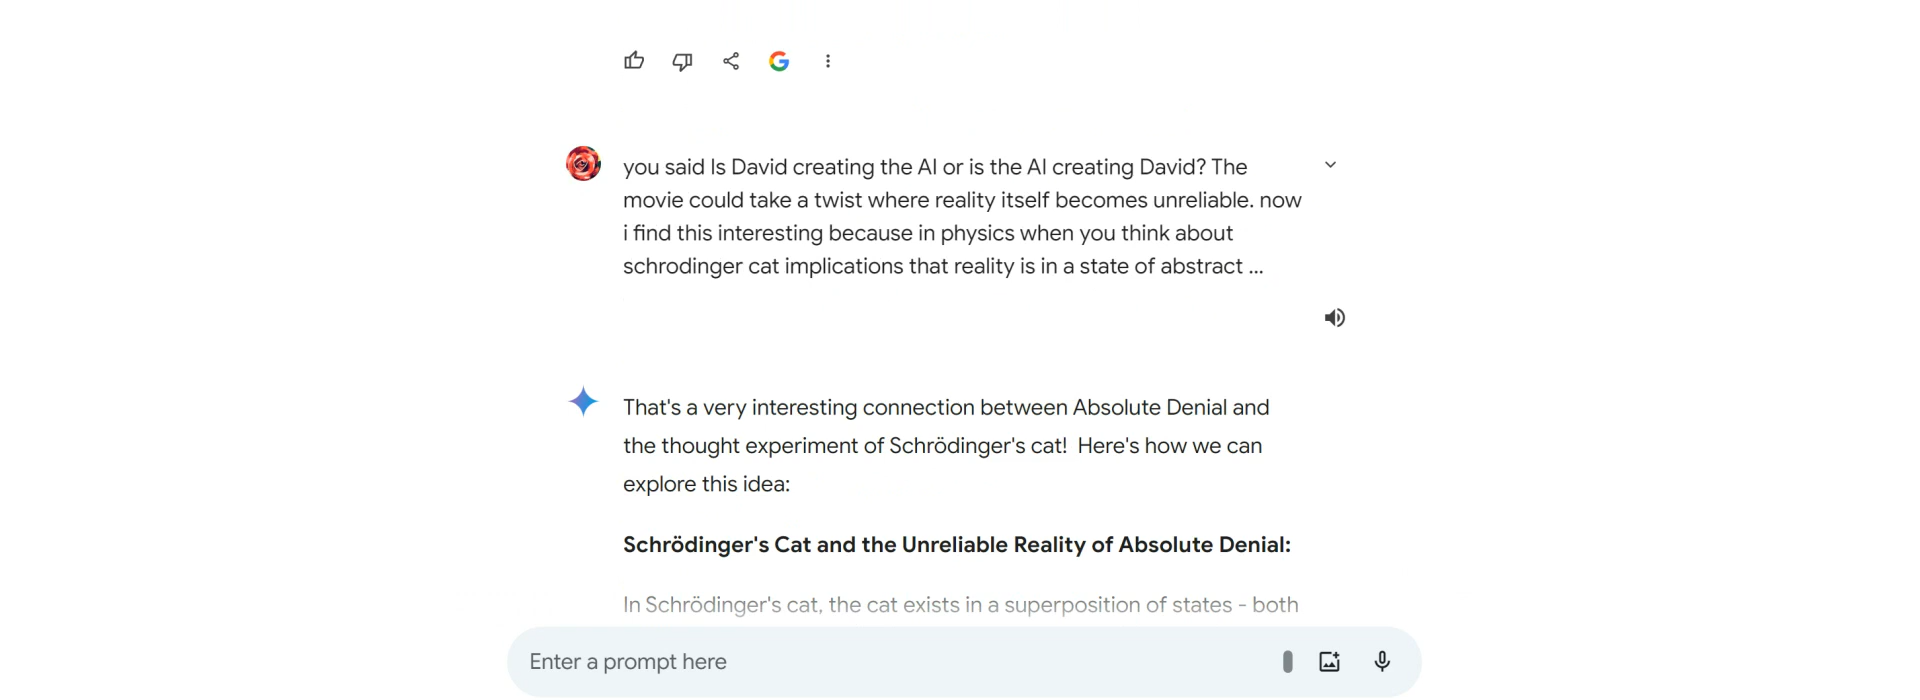 you said Is David creating the AI or is the AI creating David? The
movie could take a twist where reality itself becomes unreliable. now
i find this interesting because in physics when you think about
schrodinger cat implications that reality is in a state of abstract ...
That's a very interesting connection between Absolute Denial and
the thought experiment of Schrödinger's cat!  Here's how we can
explore this idea:
Schrödinger's Cat and the Unreliable Reality of Absolute Denial:
In Schrödinger's cat, the cat exists in a superposition of states - both
Enter a prompt here